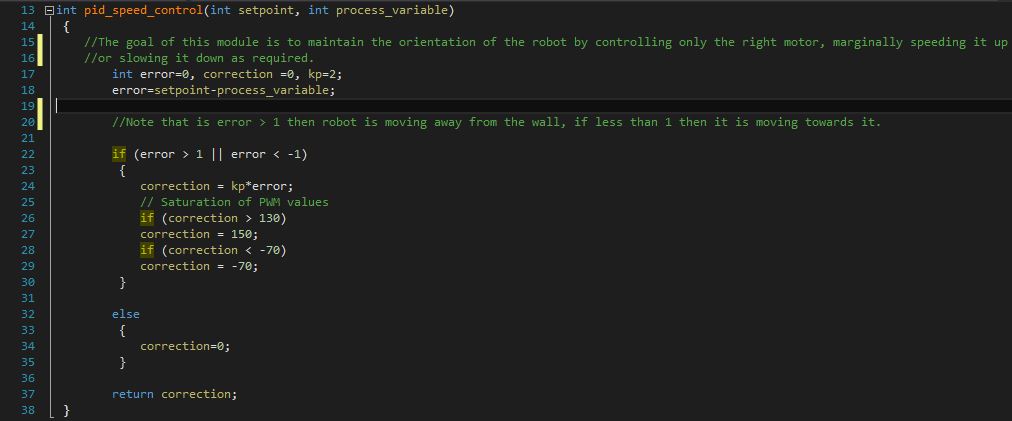 13 int pid_speed_control(int setpoint, int process_variable)
14 {
15 //The goal of this module is to maintain the orientation of the robot by controlling only the right motor, marginally speeding it up
16 //or slowing it down as required.
17 int error=0, correction =0, kp=2;
18 error=setpoint-process_variable;
19
20 //Note that is error > 1 then robot is moving away from the wall, if less than 1 then it is moving towards it.
21
22 if (error > 1 || error < -1)
23 {
24 correction = kp*error;
25 // Saturation of PWM values
26 if (correction > 130)
27 correction = 150;
28 if (correction < -70)
29 correction = -70;
30 }
31
32 else
33 {
34 correction=0;
35 }
36
37 return correction;
38 }